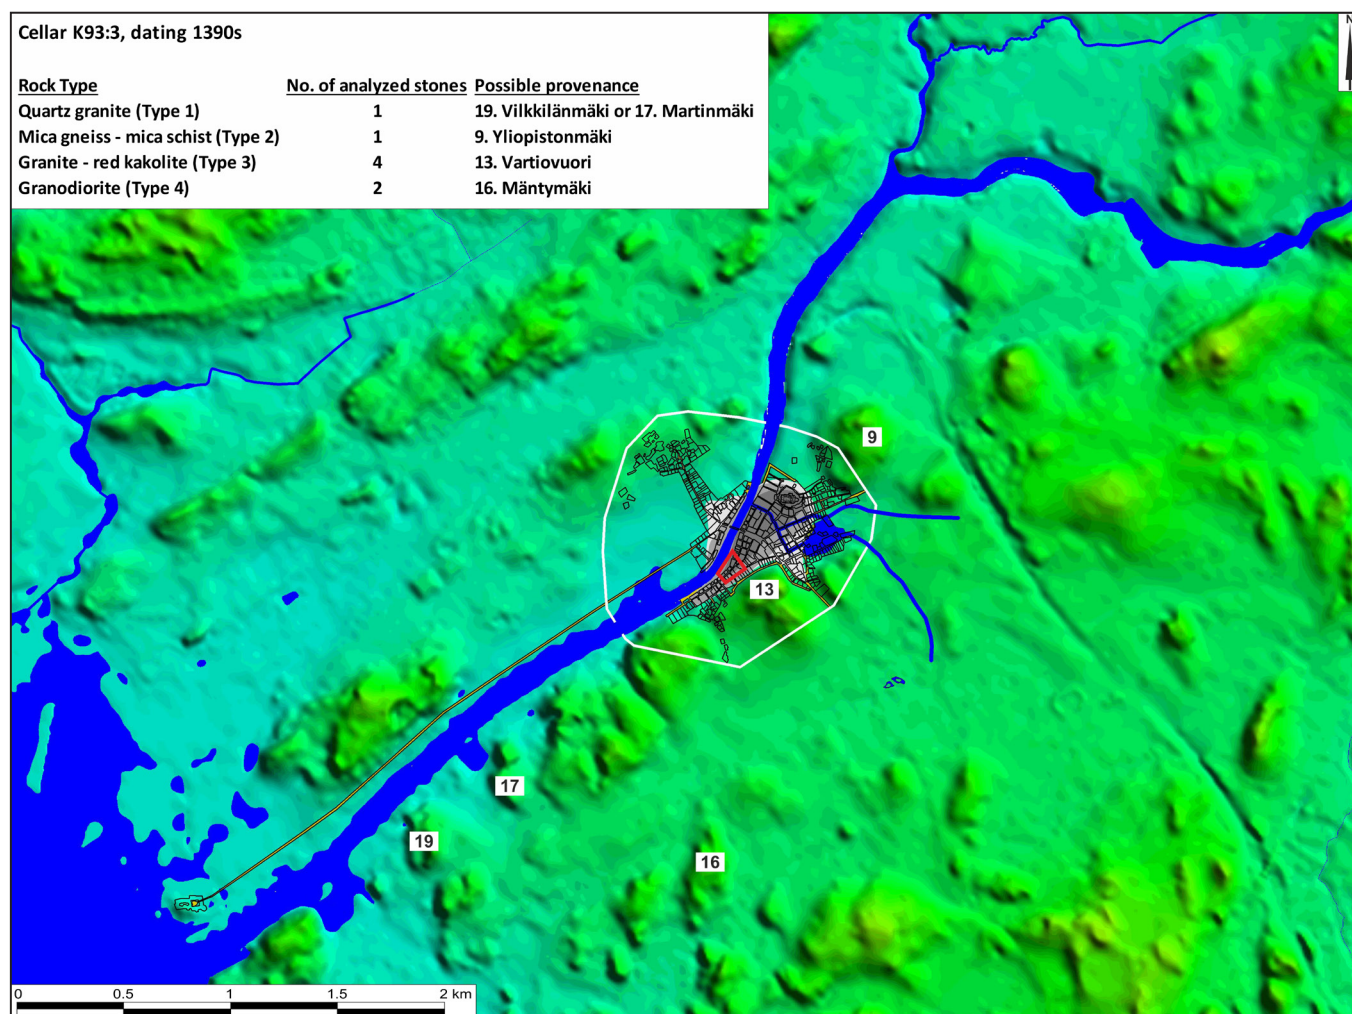 Cellar K93:3, dating 1390s
Rock Type No. of analyzed stones Possible provenance
Quartz granite (Type 1) 1 19. Vilkkilänmäki or 17. Martinmäki
Mica gneiss - mica schist (Type 2) 1 9. Yliopistonmäki
Granite - red kakolite (Type 3) 4 13. Vartiovuori
Granodiorite (Type 4) 2 16. Mäntymäki
N
9
13
17
19
16
0 0.5 1 1.5 2 km